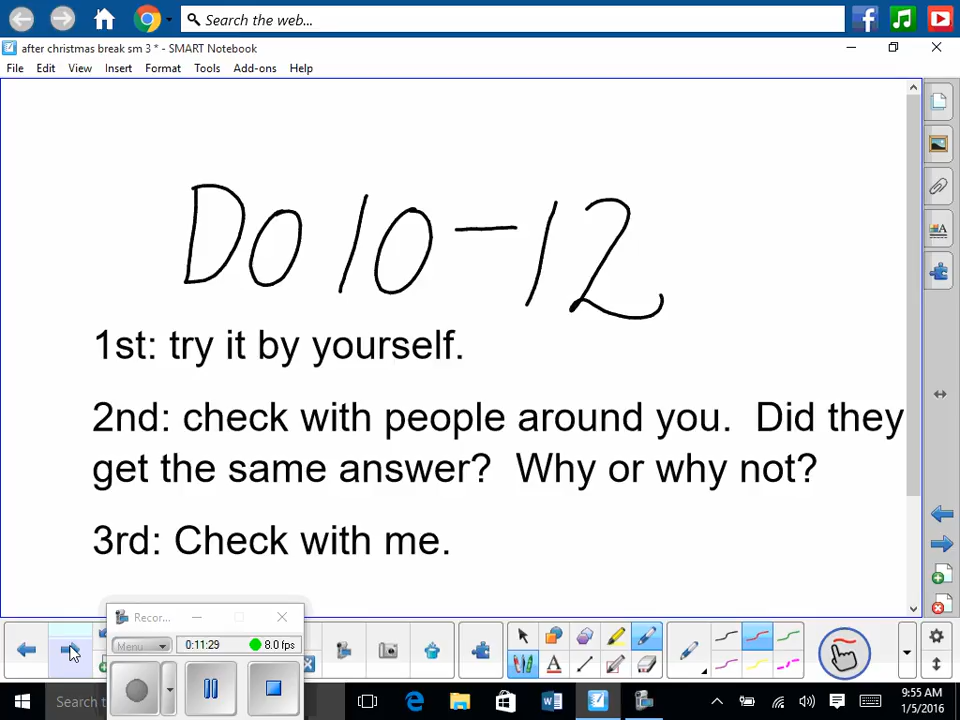 Search the web...
after christmas break sm 3 * - SMART Notebook
File Edit View Insert Format Tools Add-ons Help
Do 10-12
1st: try it by yourself.
2nd: check with people around you. Did they
get the same answer? Why or why not?
3rd: Check with me.
Recor...
Menu 0:11:29 8.0 fps
Search t
9:55 AM
1/5/2016